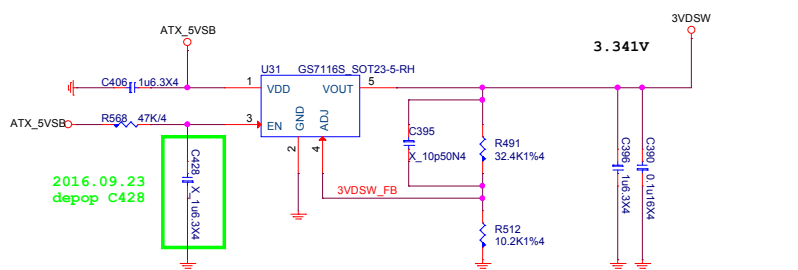 ATX_5VSB
3VDSW
3.341V
U31 GS7116S_SOT23-5-RH
C406 1u6.3X4
1 VDD VOUT 5
ATX_5VSB R568 47K/4
3 EN GND ADJ
2 4
C395
X_10p50N4
R491
32.4K1%4
C428 X_1u6.3X4
C396 1u6.3X4
C390 0.1u16X4
2016.09.23
depop C428
3VDSW_FB
R512
10.2K1%4